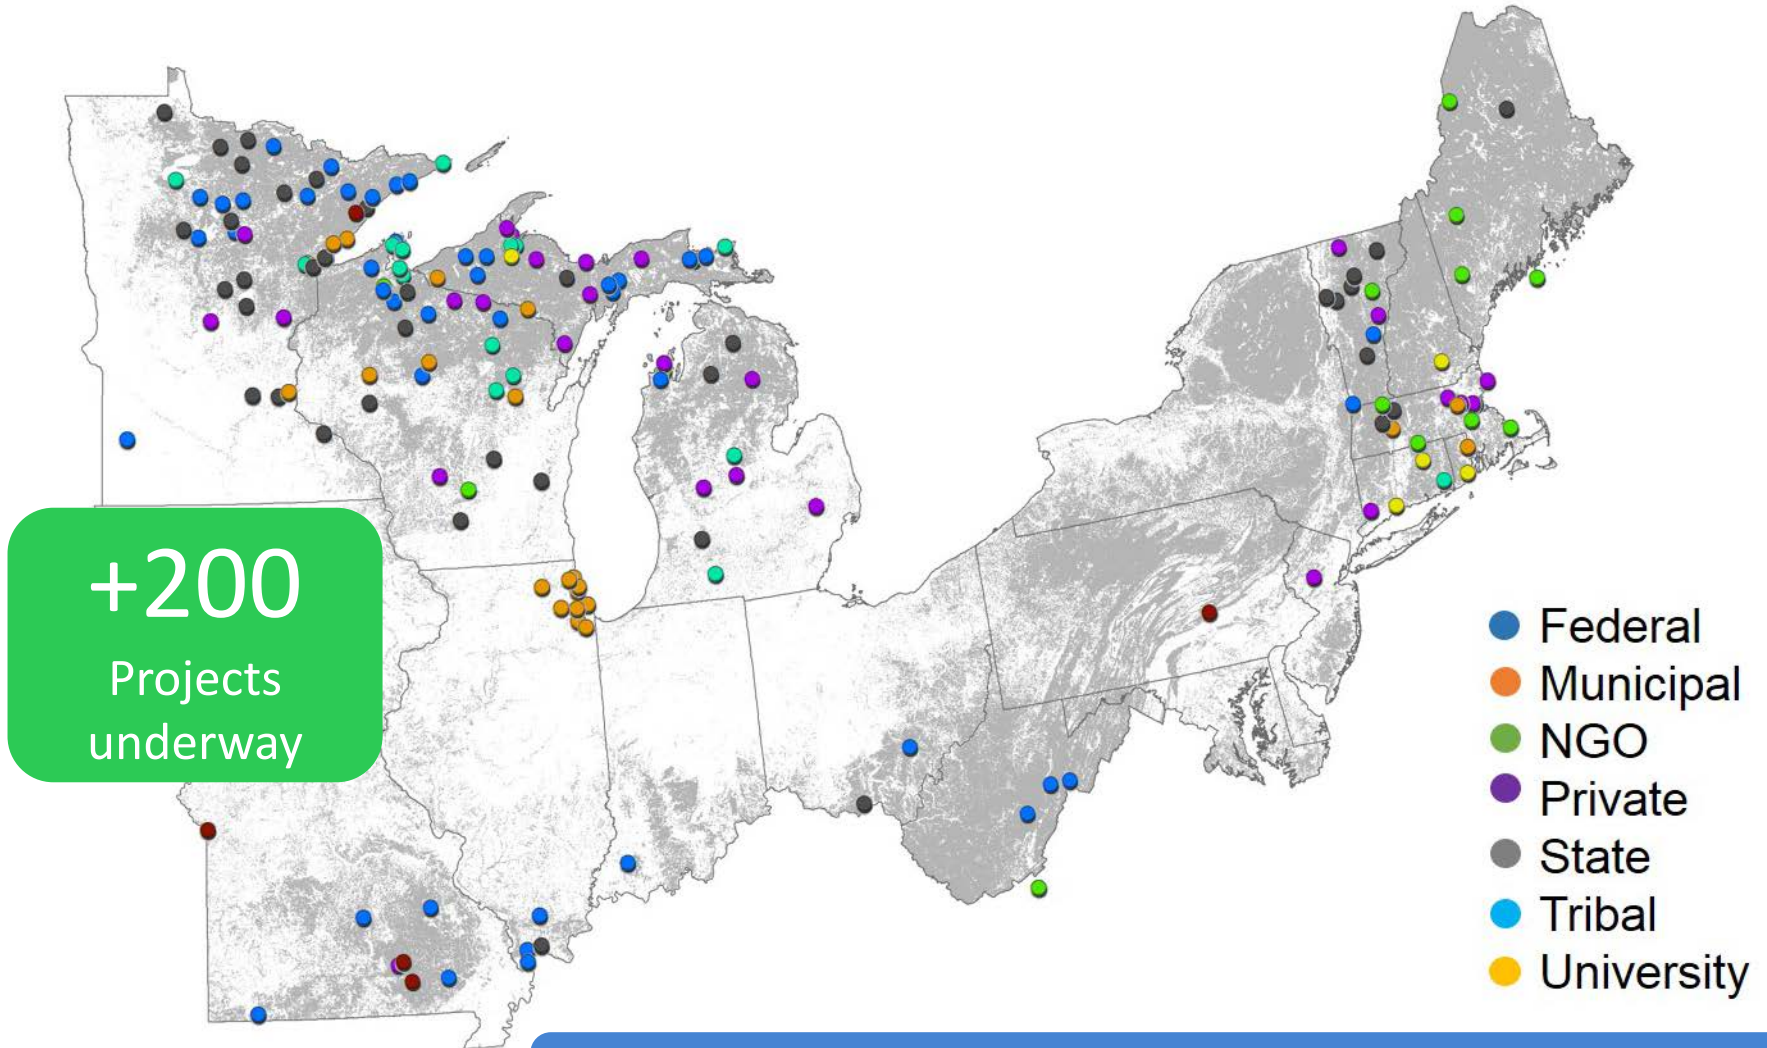 +200
Projects
underway
Federal
Municipal
NGO
Private
State
Tribal
University